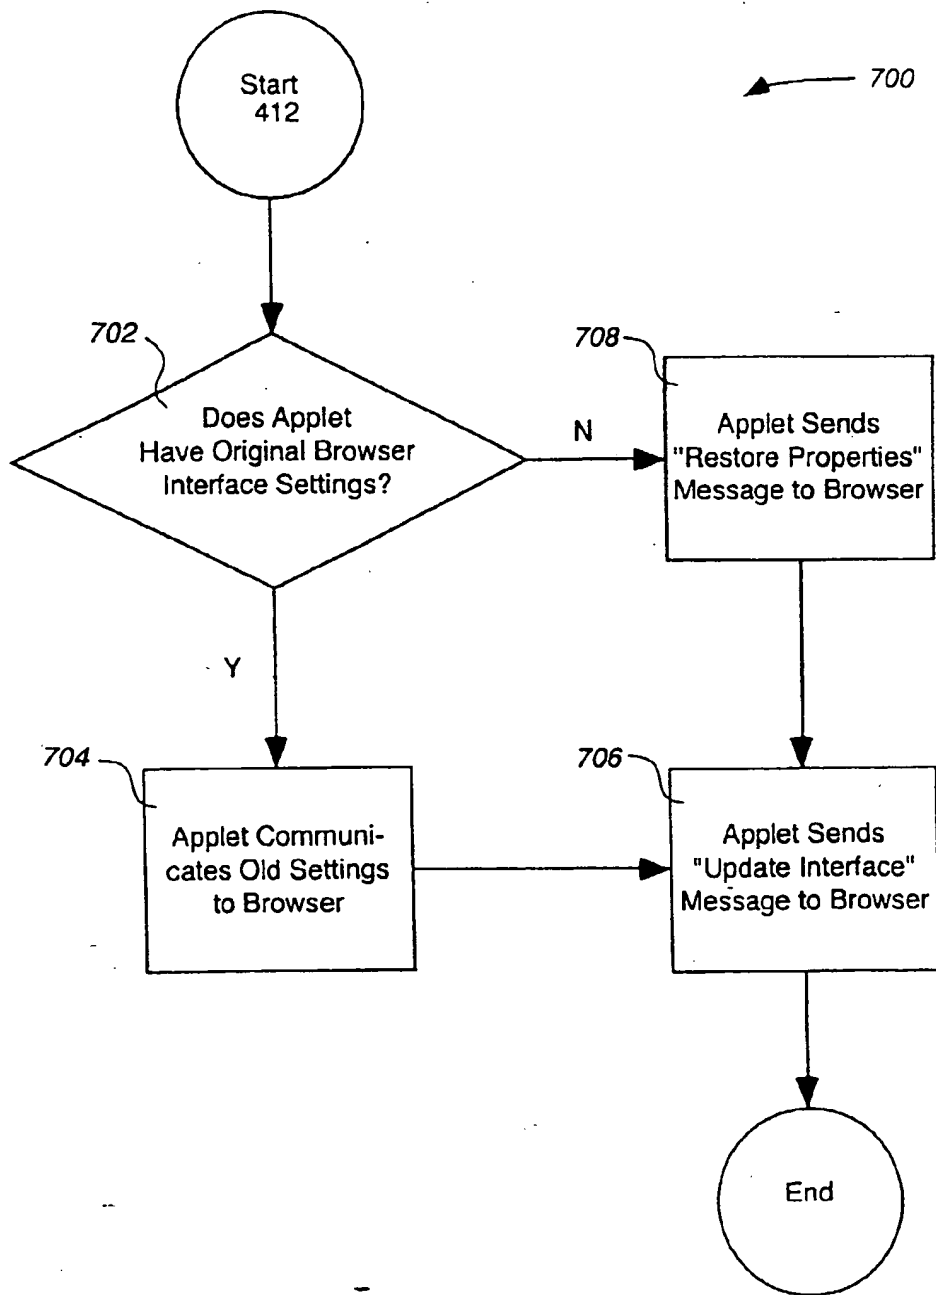 Start
412
700
702
Does Applet
Have Original Browser
Interface Settings?
N
708
Applet Sends
"Restore Properties"
Message to Browser
Y
704
Applet Communi-
cates Old Settings
to Browser
706
Applet Sends
"Update Interface"
Message to Browser
End